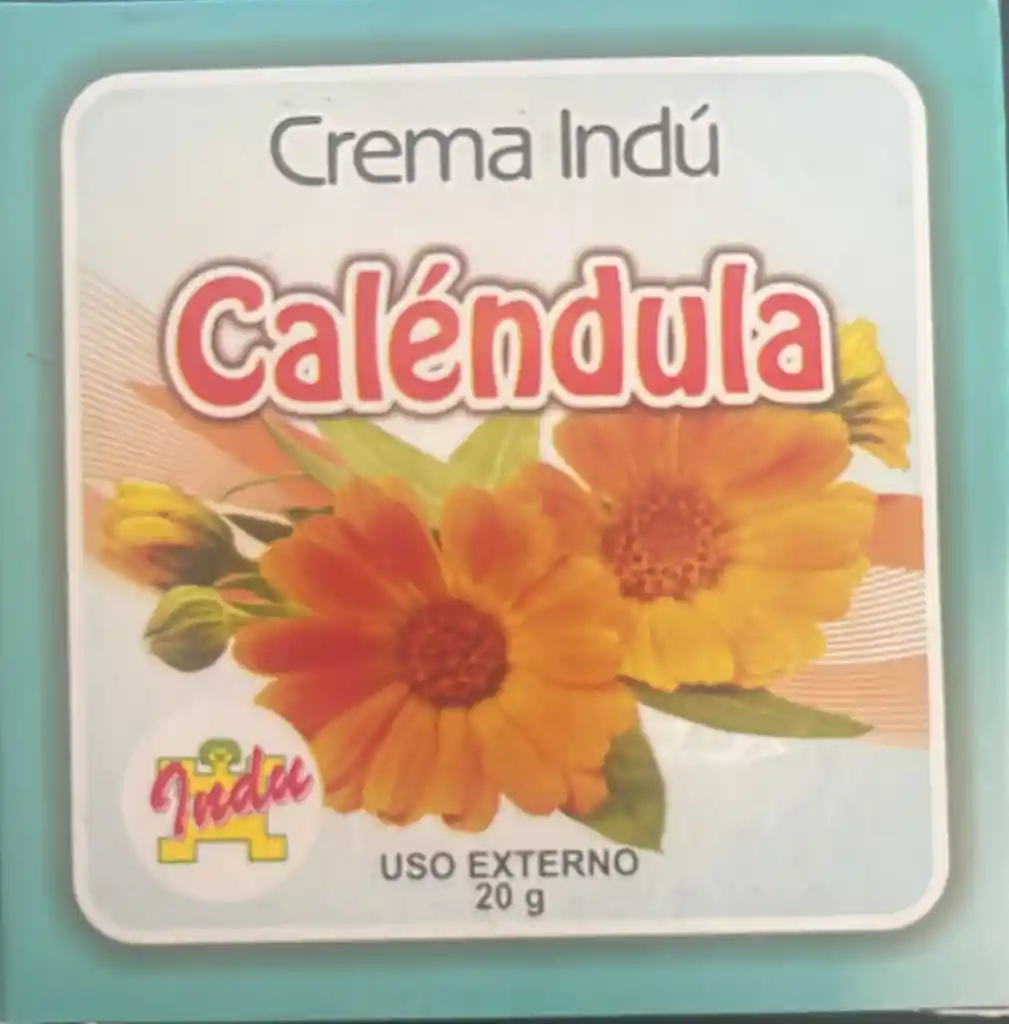 Crema Indú
Caléndula
Indu
USO EXTERNO
20 g